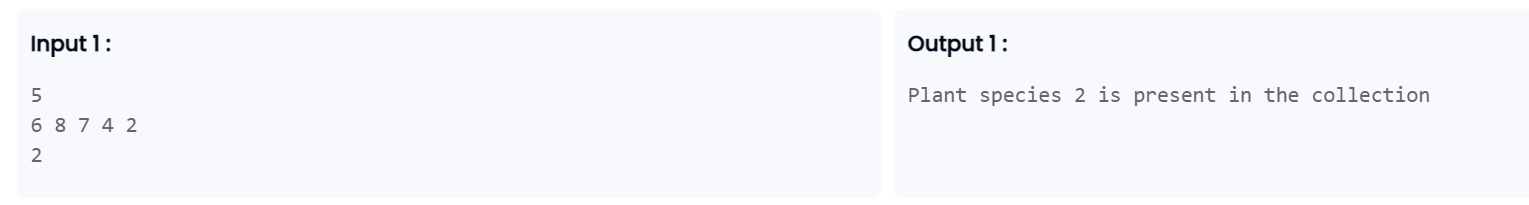 Input 1 :
5
6 8 7 4 2
2
Output 1 :
Plant species 2 is present in the collection